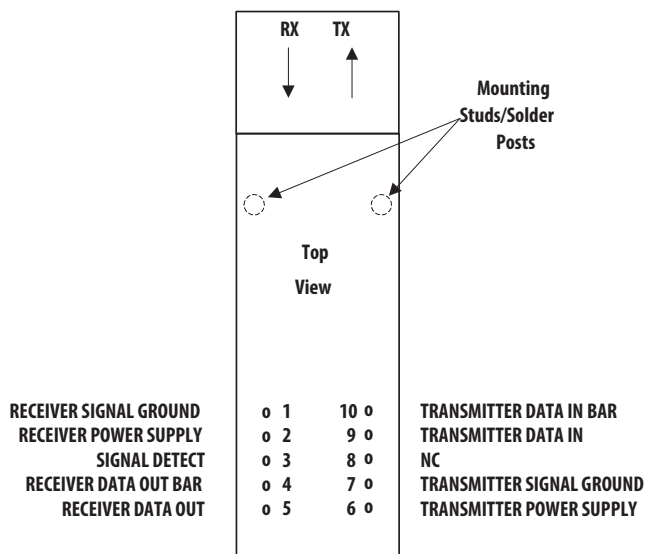 RX TX
Mounting
Studs/Solder
Posts
Top
View
RECEIVER SIGNAL GROUND o 1 10 o TRANSMITTER DATA IN BAR
RECEIVER POWER SUPPLY o 2 9 o TRANSMITTER DATA IN
SIGNAL DETECT o 3 8 o NC
RECEIVER DATA OUT BAR o 4 7 o TRANSMITTER SIGNAL GROUND
RECEIVER DATA OUT o 5 6 o TRANSMITTER POWER SUPPLY